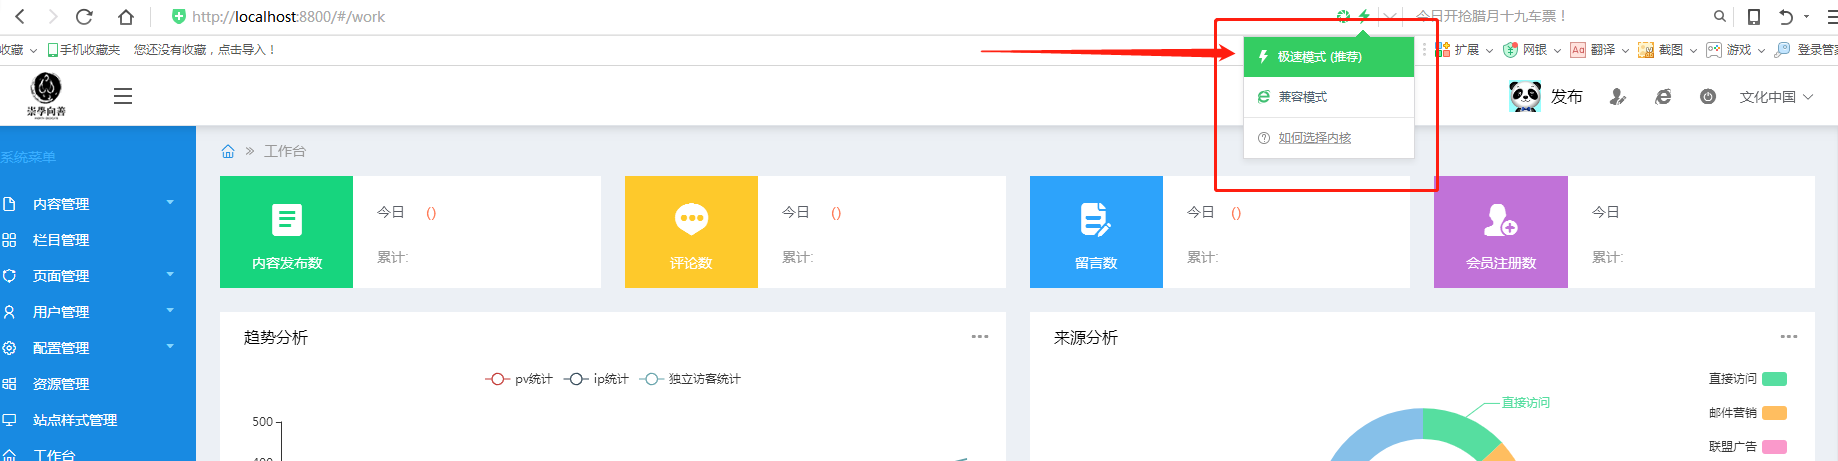 http://localhost:8800/#/work
今日开抢腊月十九车票！
收藏 手机收藏夹 您还没有收藏，点击导入！
扩展 网银 Aa 翻译 截图 游戏 登录管家
极速模式 (推荐)
兼容模式
如何选择内核
崇學向善
发布 文化中国
系统菜单
内容管理
栏目管理
页面管理
用户管理
配置管理
资源管理
站点样式管理
工作台
工作台
内容发布数
今日 ()
累计:
评论数
今日 ()
累计:
留言数
今日 ()
累计:
会员注册数
今日
累计:
趋势分析
pv统计 ip统计 独立访客统计
500
400
来源分析
直接访问
直接访问
邮件营销
联盟广告